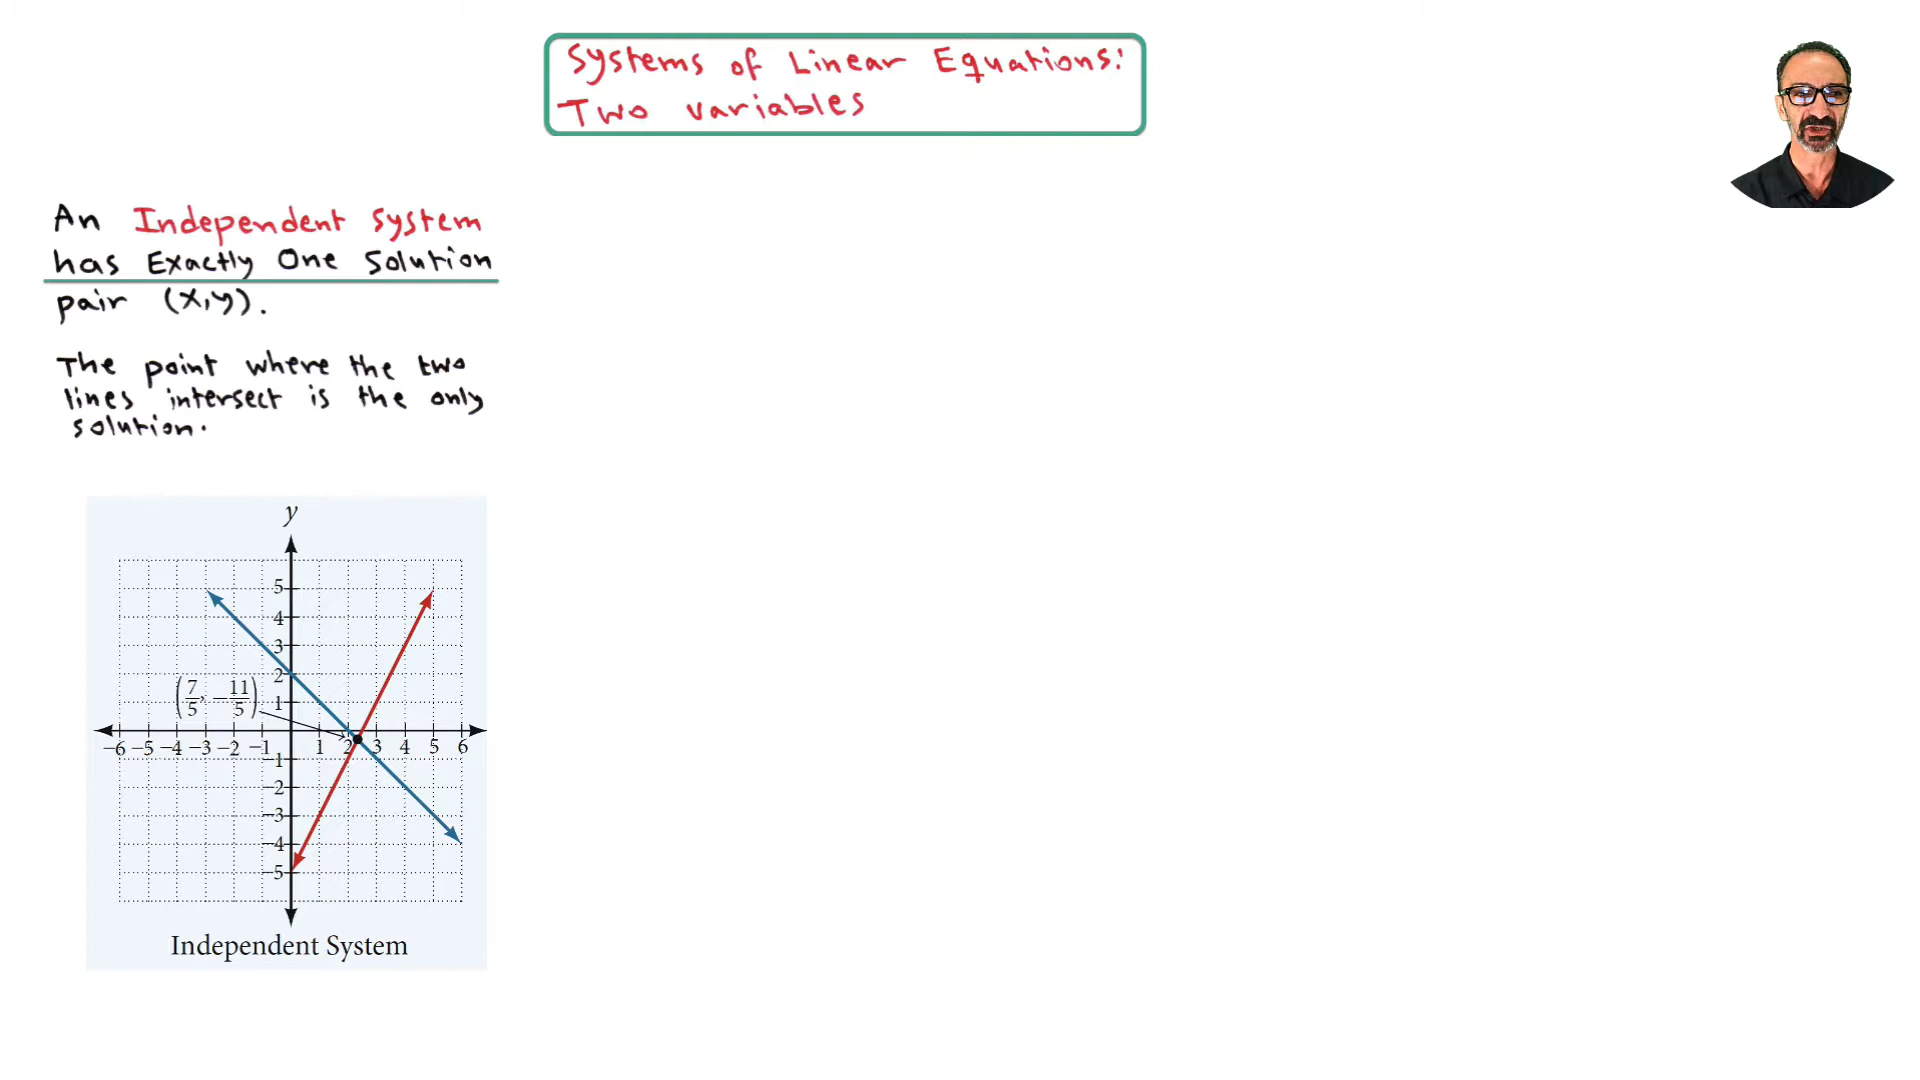 Systems of Linear Equations:
Two variables
An Independent system
has Exactly One Solution
pair (x,y).
The point where the two
lines intersect is the only
solution.
y
5
4
3
2
(7/5, −11/5)
1
−6 −5 −4 −3 −2 −1 1 2 3 4 5 6
−1
−2
−3
−4
−5
Independent System